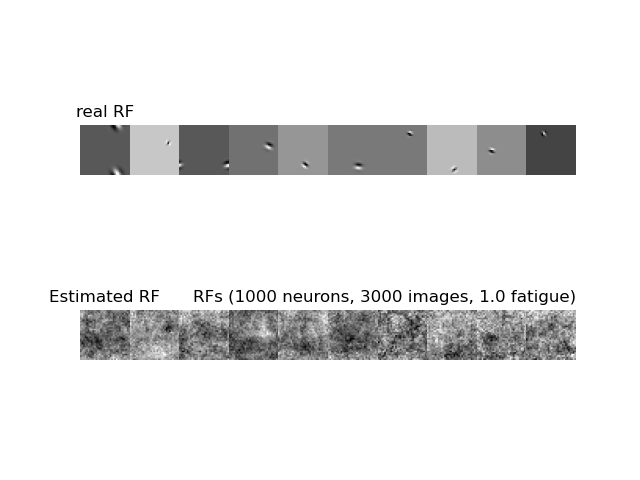 real RF
Estimated RF
RFs (1000 neurons, 3000 images, 1.0 fatigue)